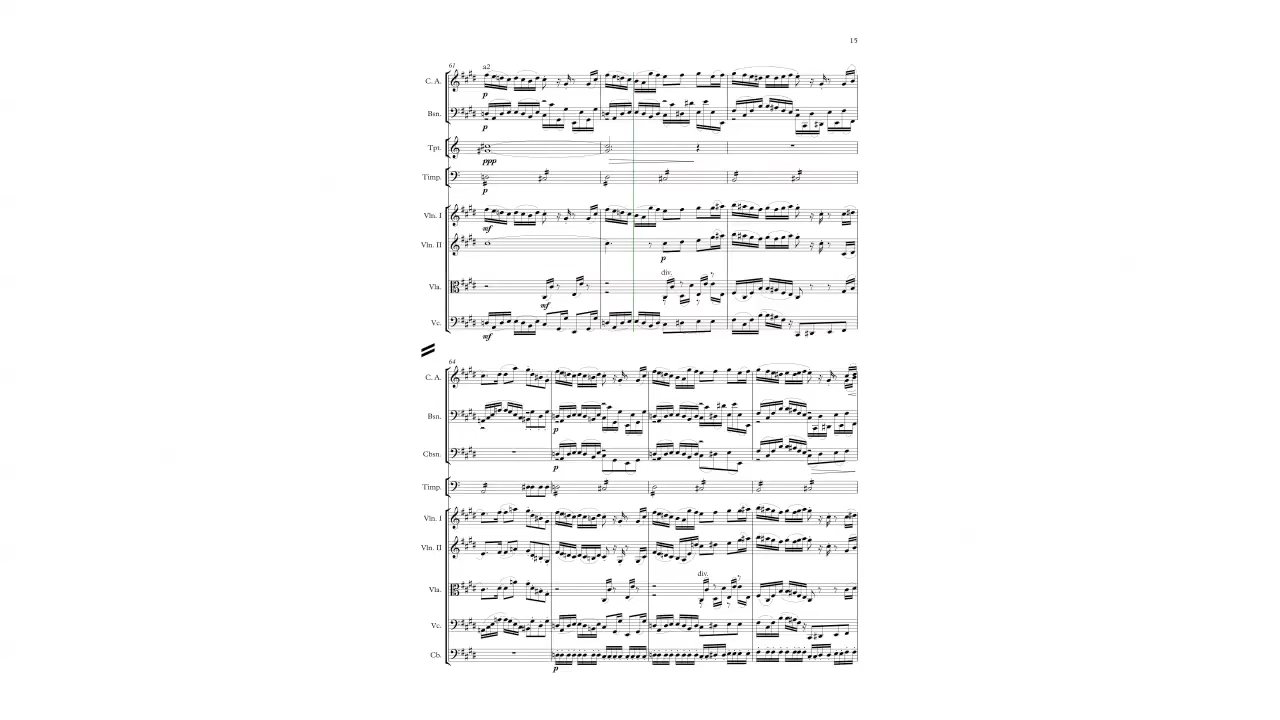 15
61
a2
C. A.
p
Bsn.
p
Tpt.
ppp
Timp.
p
Vln. I
mf
Vln. II
p
div.
Vla.
mf
Vc.
mf
64
C. A.
Bsn.
p
Cbsn.
p
Timp.
Vln. I
Vln. II
div.
Vla.
Vc.
Cb.
p